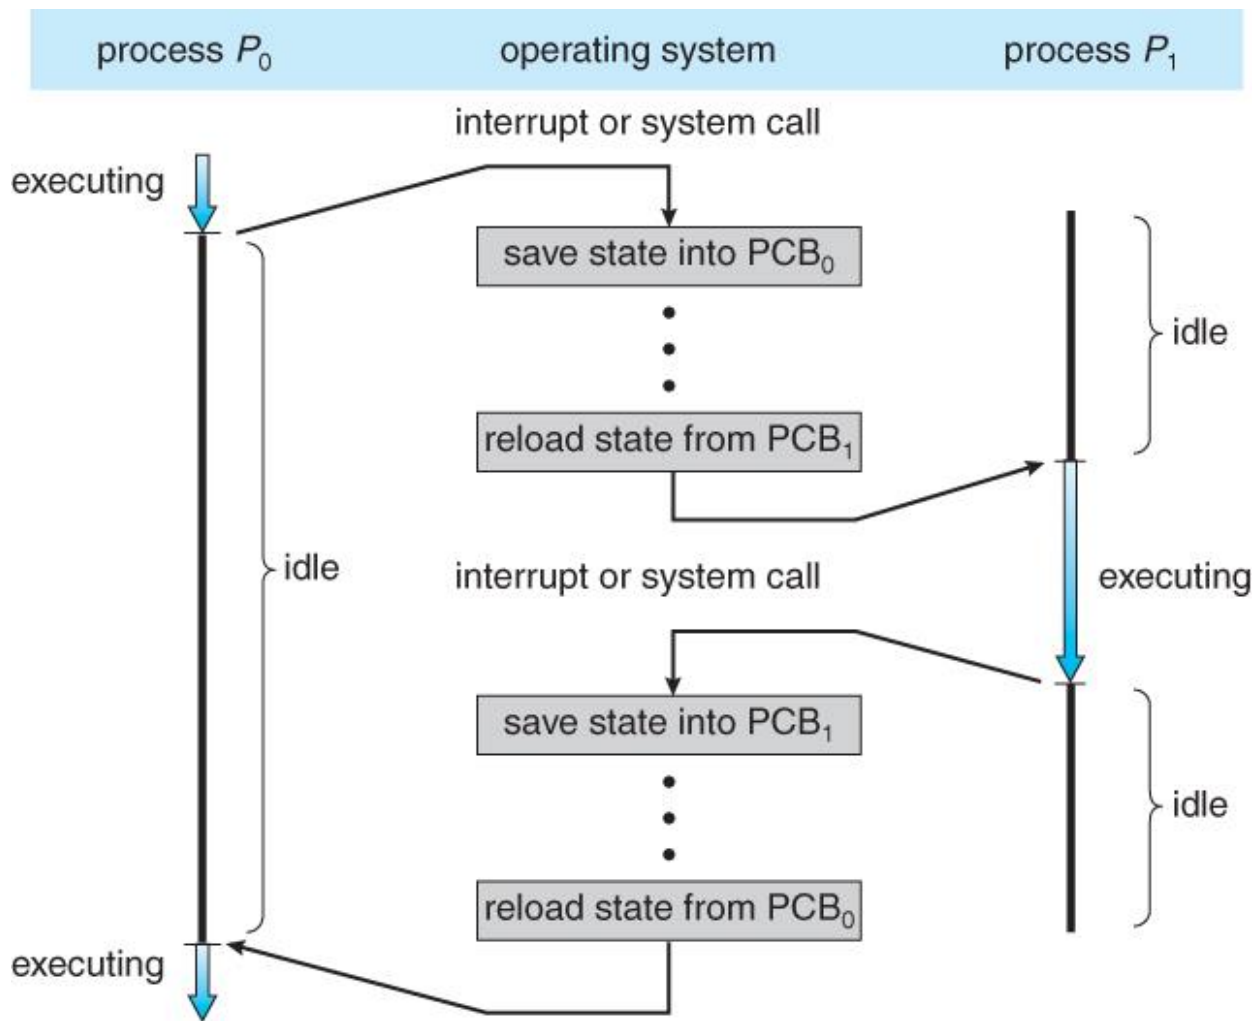 process P₀
operating system
process P₁
interrupt or system call
executing
save state into PCB₀
idle
reload state from PCB₁
idle
interrupt or system call
executing
save state into PCB₁
idle
reload state from PCB₀
executing